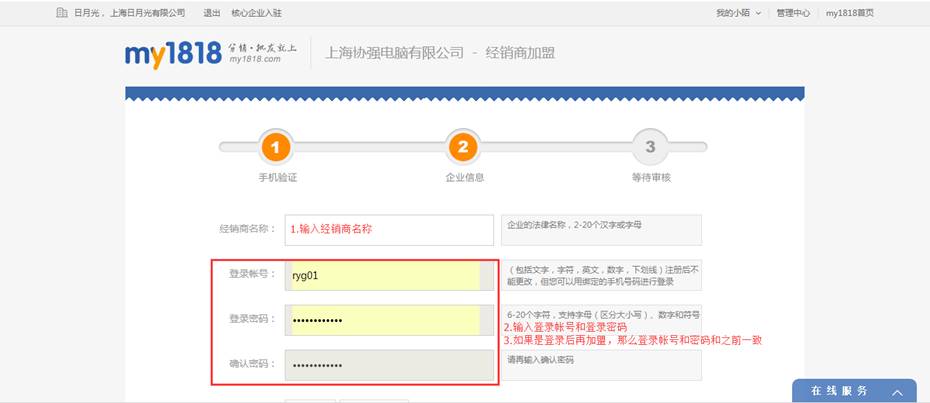 日月光，上海日月光有限公司 退出 核心企业入驻 我的小陌 管理中心 my1818首页
my1818 分销·批发就上 my1818.com 上海协强电脑有限公司 - 经销商加盟
1 2 3
手机验证 企业信息 等待审核
经销商名称： 1.输入经销商名称 企业的法律名称，2-20个汉字或字母
登录帐号： ryg01 （包括文字，字符，英文，数字，下划线）注册后不
能更改，但您可以用绑定的手机号码进行登录
登录密码： •••••••••••• 6-20个字符，支持字母（区分大小写）、数字和符号
2.输入登录帐号和登录密码
3.如果是登录后再加盟，那么登录帐号和密码和之前一致
确认密码： •••••••••••• 请再输入确认密码
在线服务